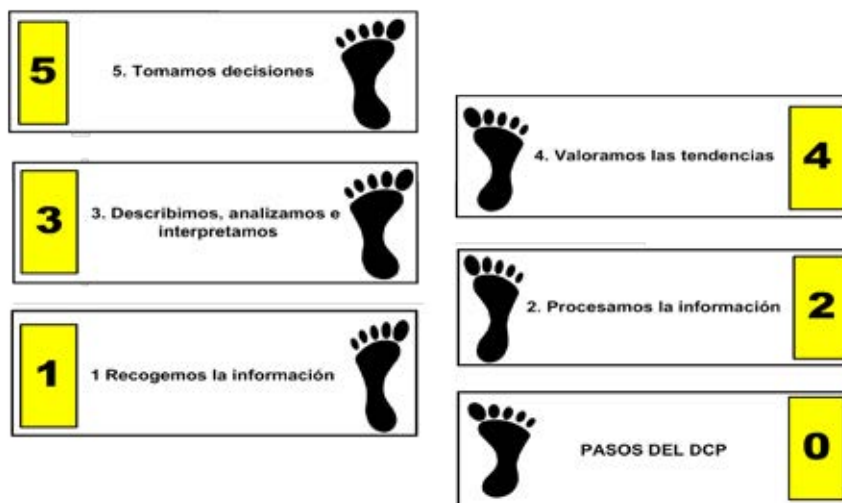 5
5. Tomamos decisiones
4. Valoramos las tendencias
4
3
3. Describimos, analizamos e
interpretamos
2. Procesamos la información
2
1
1 Recogemos la información
PASOS DEL DCP
0